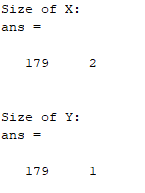 Size of X:
ans =
179 2
Size of Y:
ans =
179 1